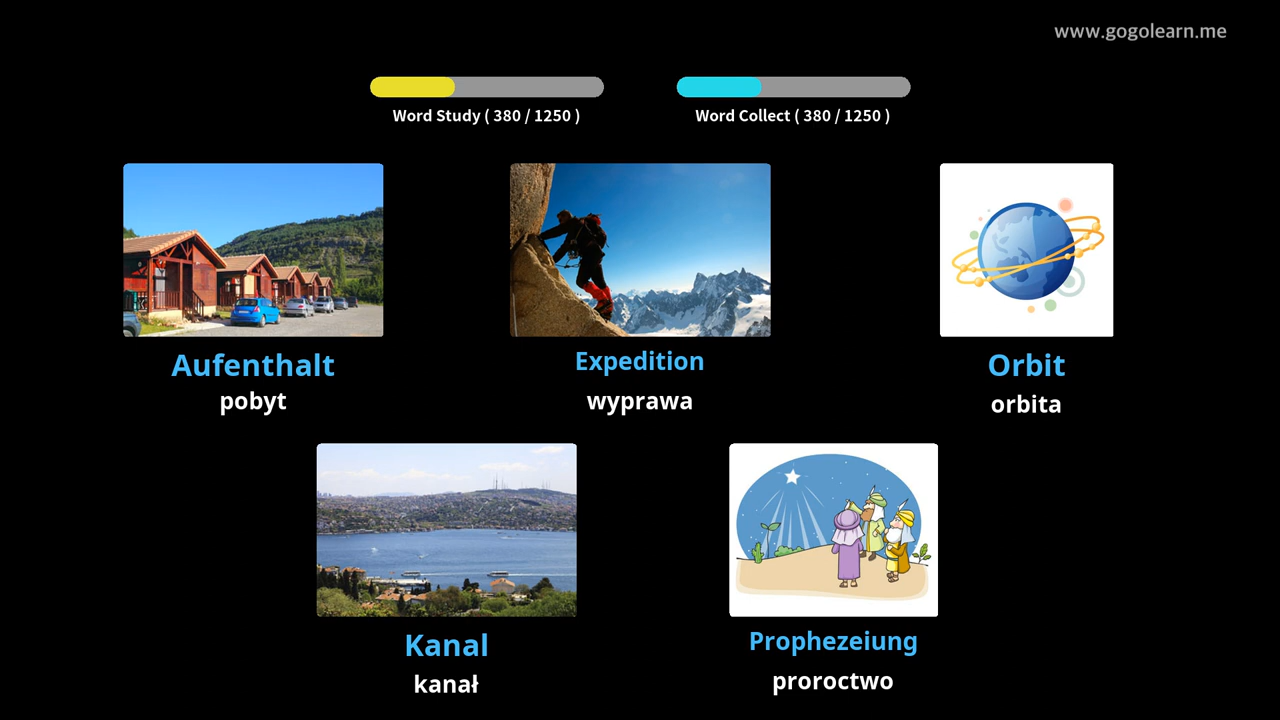 www.gogolearn.me
Word Study ( 380 / 1250 )
Word Collect ( 380 / 1250 )
Aufenthalt
pobyt
Expedition
wyprawa
Orbit
orbita
Kanal
kanał
Prophezeiung
proroctwo